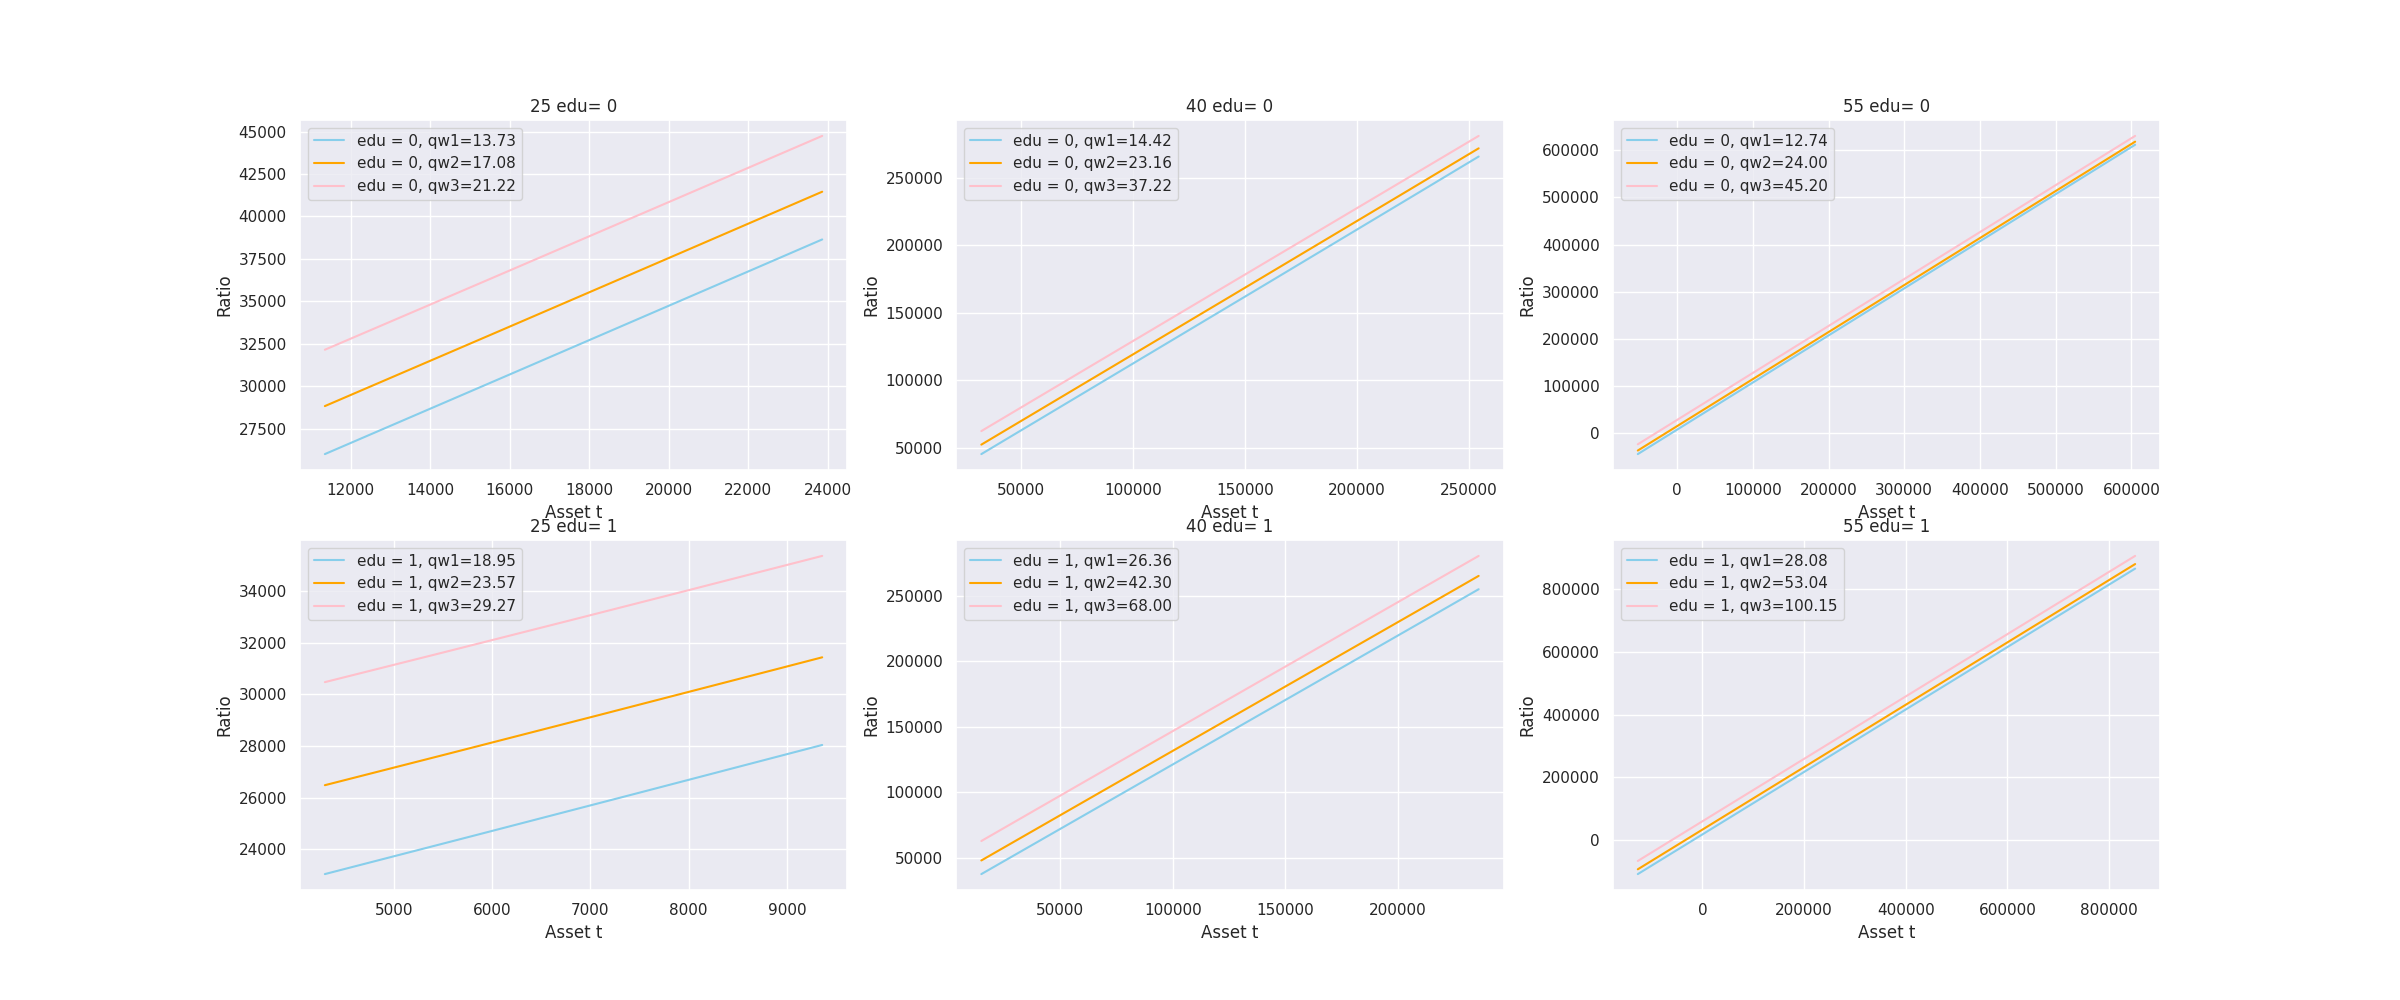 25 edu= 0
45000
42500
40000
37500
35000
32500
30000
27500
Ratio
edu = 0, qw1=13.73
edu = 0, qw2=17.08
edu = 0, qw3=21.22
12000 14000 16000 18000 20000 22000 24000
Asset t
40 edu= 0
250000
200000
150000
100000
50000
Ratio
edu = 0, qw1=14.42
edu = 0, qw2=23.16
edu = 0, qw3=37.22
50000 100000 150000 200000 250000
Asset t
55 edu= 0
600000
500000
400000
300000
200000
100000
0
Ratio
edu = 0, qw1=12.74
edu = 0, qw2=24.00
edu = 0, qw3=45.20
0 100000 200000 300000 400000 500000 600000
Asset t
25 edu= 1
34000
32000
30000
28000
26000
24000
Ratio
edu = 1, qw1=18.95
edu = 1, qw2=23.57
edu = 1, qw3=29.27
5000 6000 7000 8000 9000
Asset t
40 edu= 1
250000
200000
150000
100000
50000
Ratio
edu = 1, qw1=26.36
edu = 1, qw2=42.30
edu = 1, qw3=68.00
50000 100000 150000 200000
Asset t
55 edu= 1
800000
600000
400000
200000
0
Ratio
edu = 1, qw1=28.08
edu = 1, qw2=53.04
edu = 1, qw3=100.15
0 200000 400000 600000 800000
Asset t